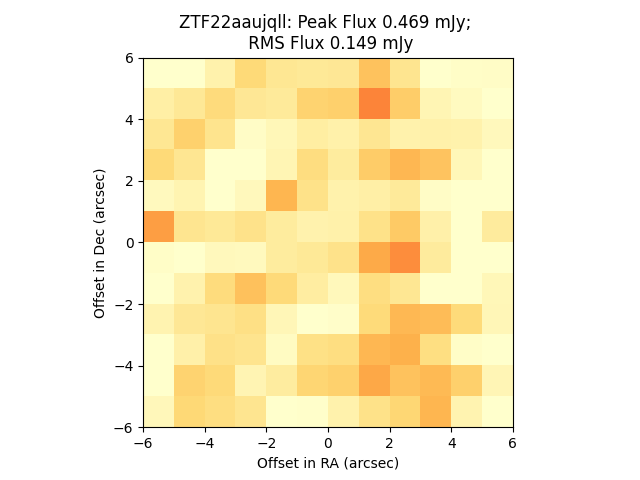 ZTF22aaujqll: Peak Flux 0.469 mJy;
RMS Flux 0.149 mJy
6
4
2
0
−2
−4
−6
Offset in Dec (arcsec)
−6 −4 −2 0 2 4 6
Offset in RA (arcsec)